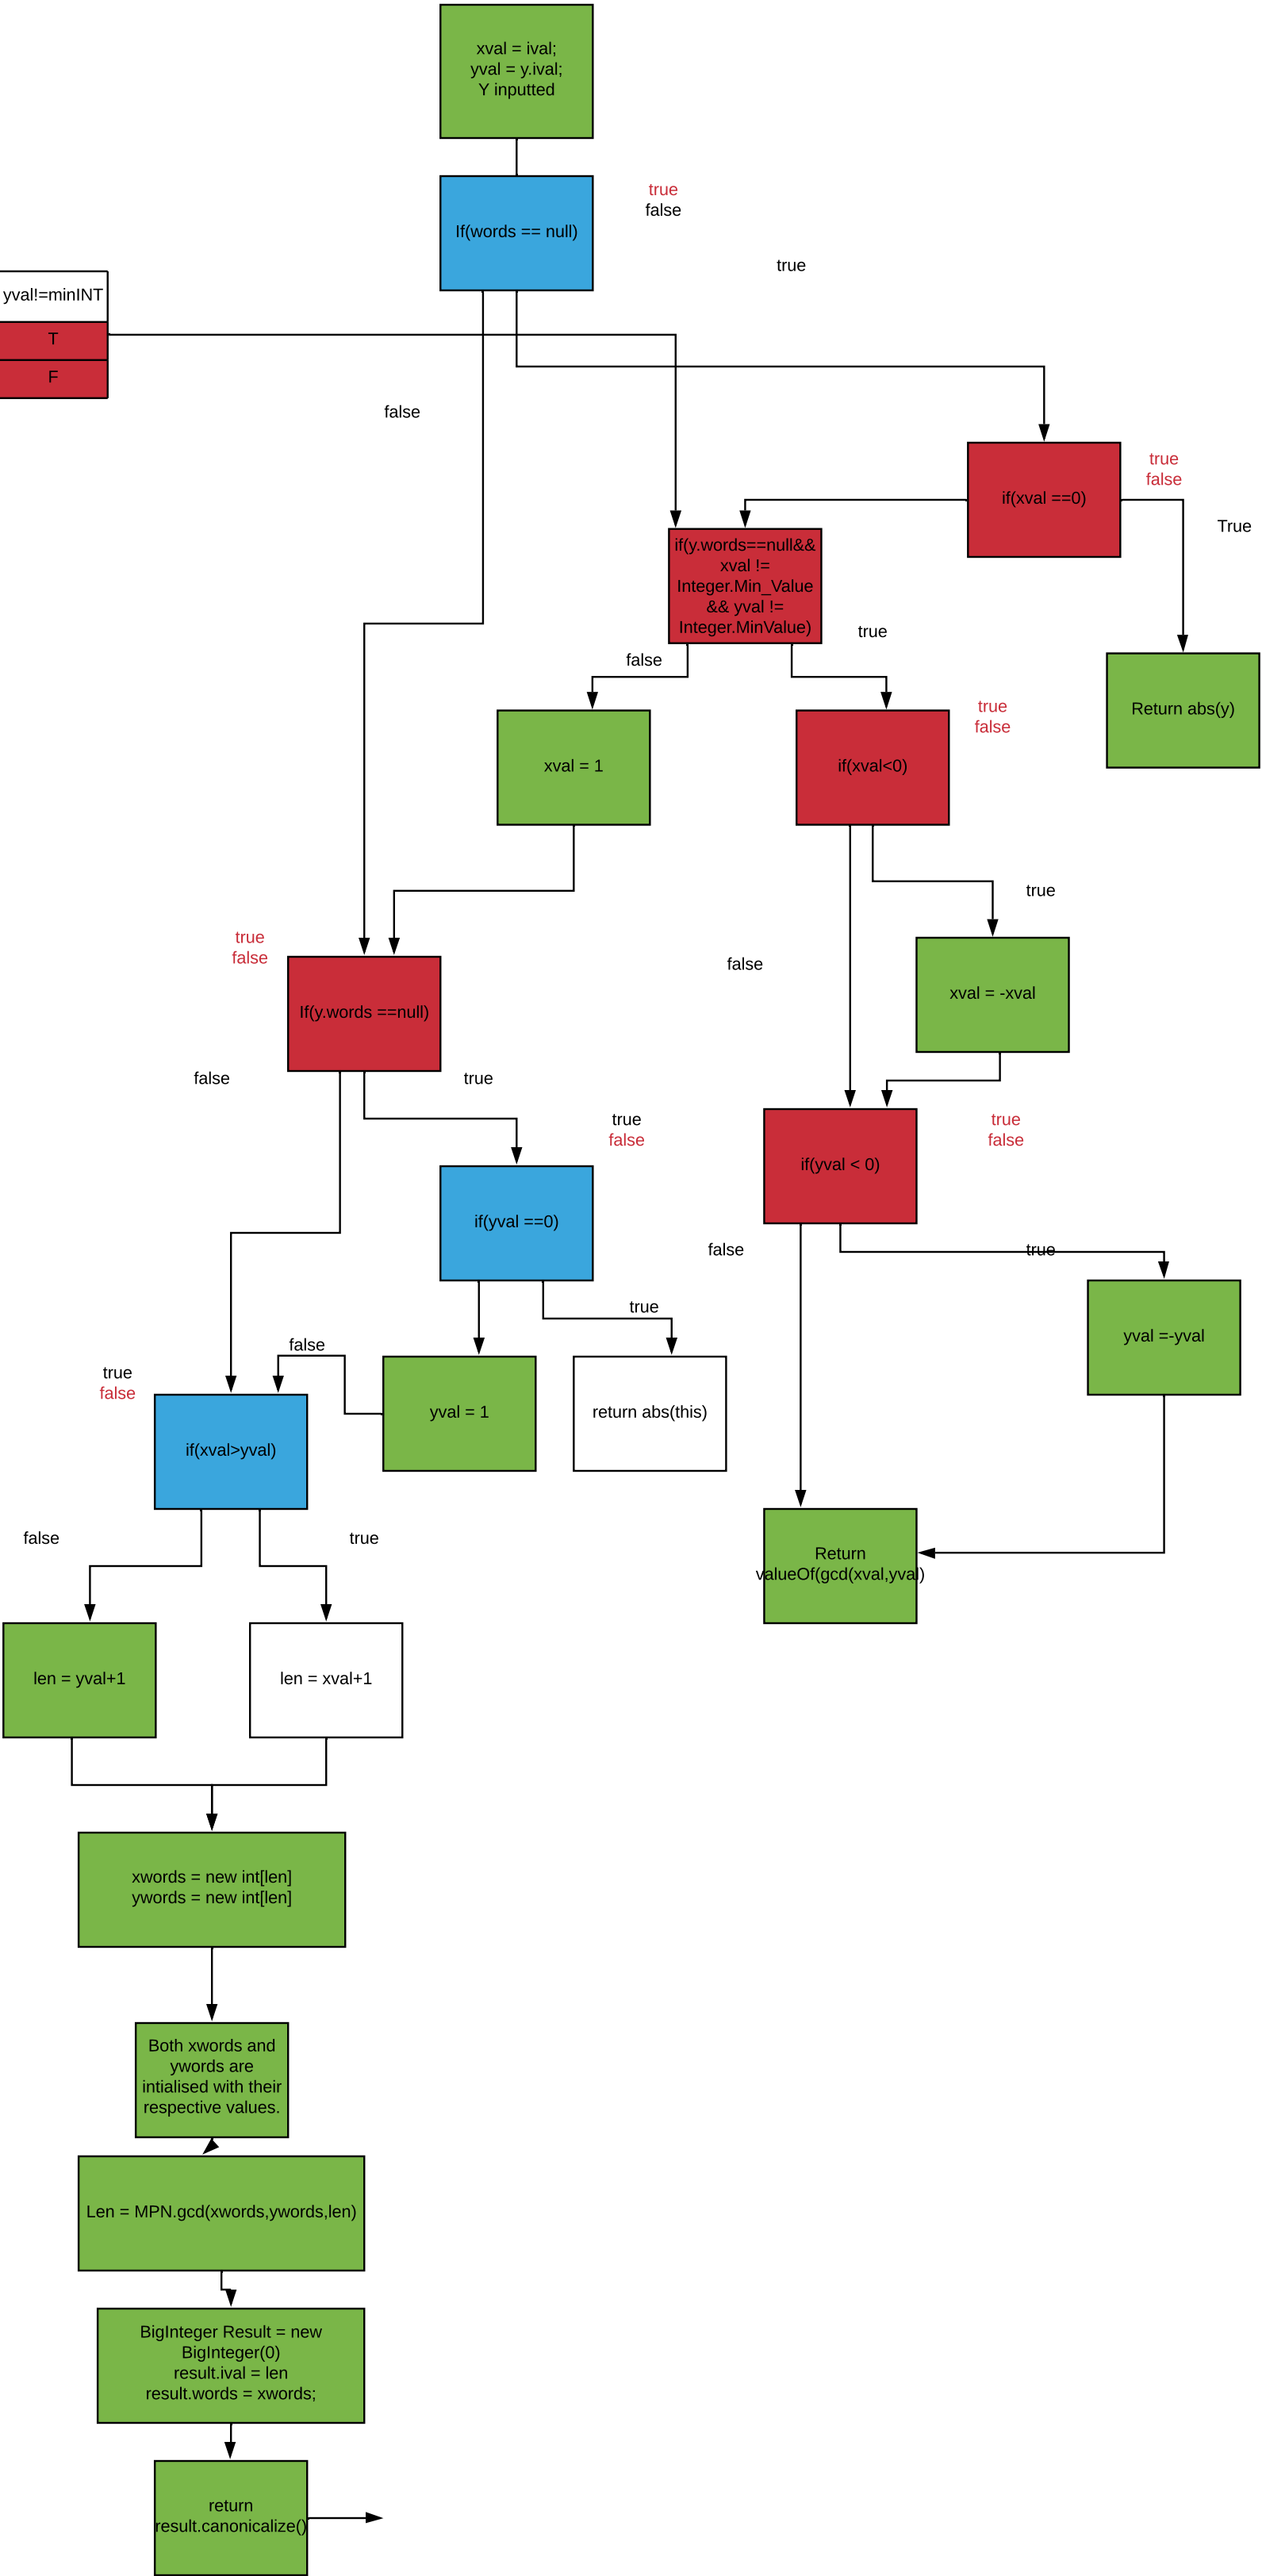 xval = ival;
yval = y.ival;
Y inputted
If(words == null)
true
false
true
yval!=minINT
T
F
false
if(xval ==0)
true
false
True
if(y.words==null&&
xval !=
Integer.Min_Value
&& yval !=
Integer.MinValue)
true
false
Return abs(y)
xval = 1
if(xval<0)
true
false
true
false
xval = -xval
true
false
If(y.words ==null)
false
true
true
false
if(yval < 0)
true
false
if(yval ==0)
false
true
yval =-yval
true
false
yval = 1
return abs(this)
true
false
if(xval>yval)
false
true
Return
valueOf(gcd(xval,yval)
len = yval+1
len = xval+1
xwords = new int[len]
ywords = new int[len]
Both xwords and
ywords are
intialised with their
respective values.
Len = MPN.gcd(xwords,ywords,len)
BigInteger Result = new
BigInteger(0)
result.ival = len
result.words = xwords;
return
result.canonicalize()